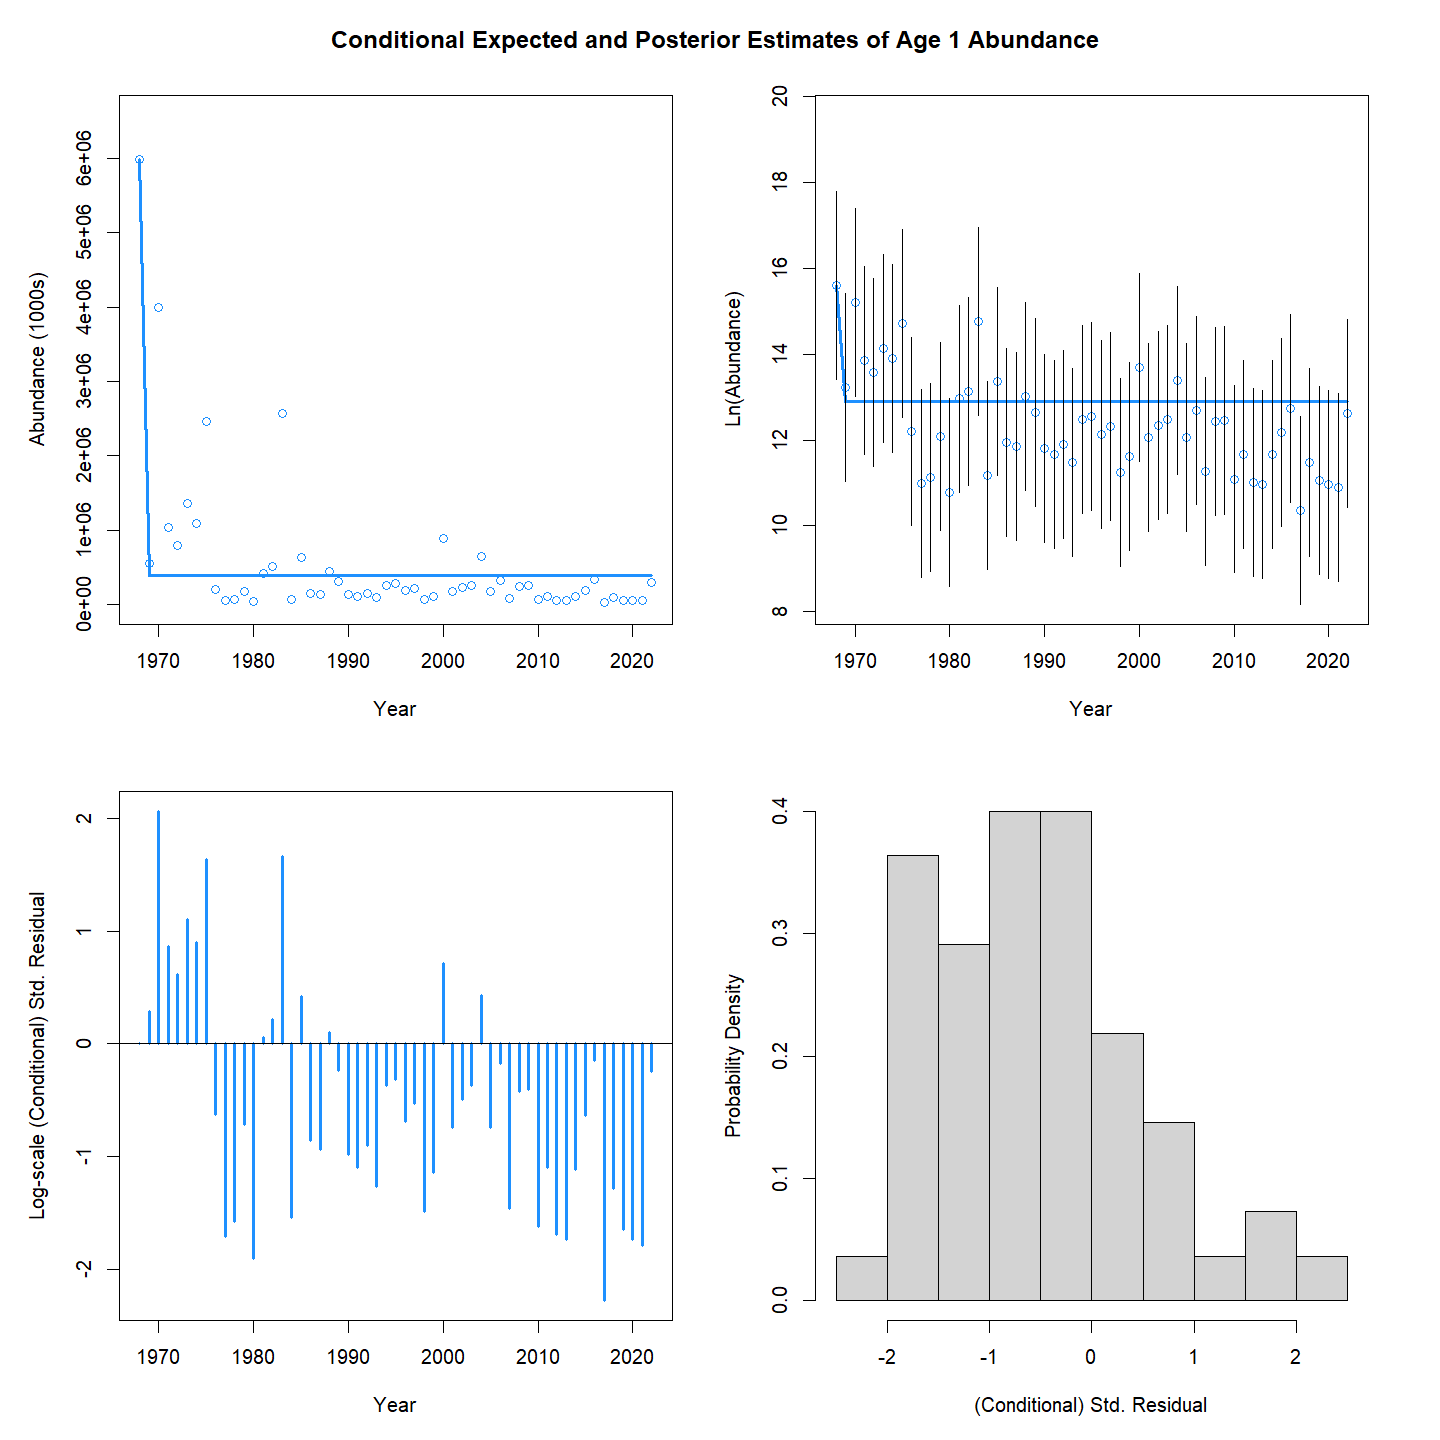 Conditional Expected and Posterior Estimates of Age 1 Abundance
Abundance (1000s)
6e+06
5e+06
4e+06
3e+06
2e+06
1e+06
0e+00
1970 1980 1990 2000 2010 2020
Year
Ln(Abundance)
20
18
16
14
12
10
8
1970 1980 1990 2000 2010 2020
Year
Log-scale (Conditional) Std. Residual
2
1
0
-1
-2
1970 1980 1990 2000 2010 2020
Year
Probability Density
0.4
0.3
0.2
0.1
0.0
-2 -1 0 1 2
(Conditional) Std. Residual